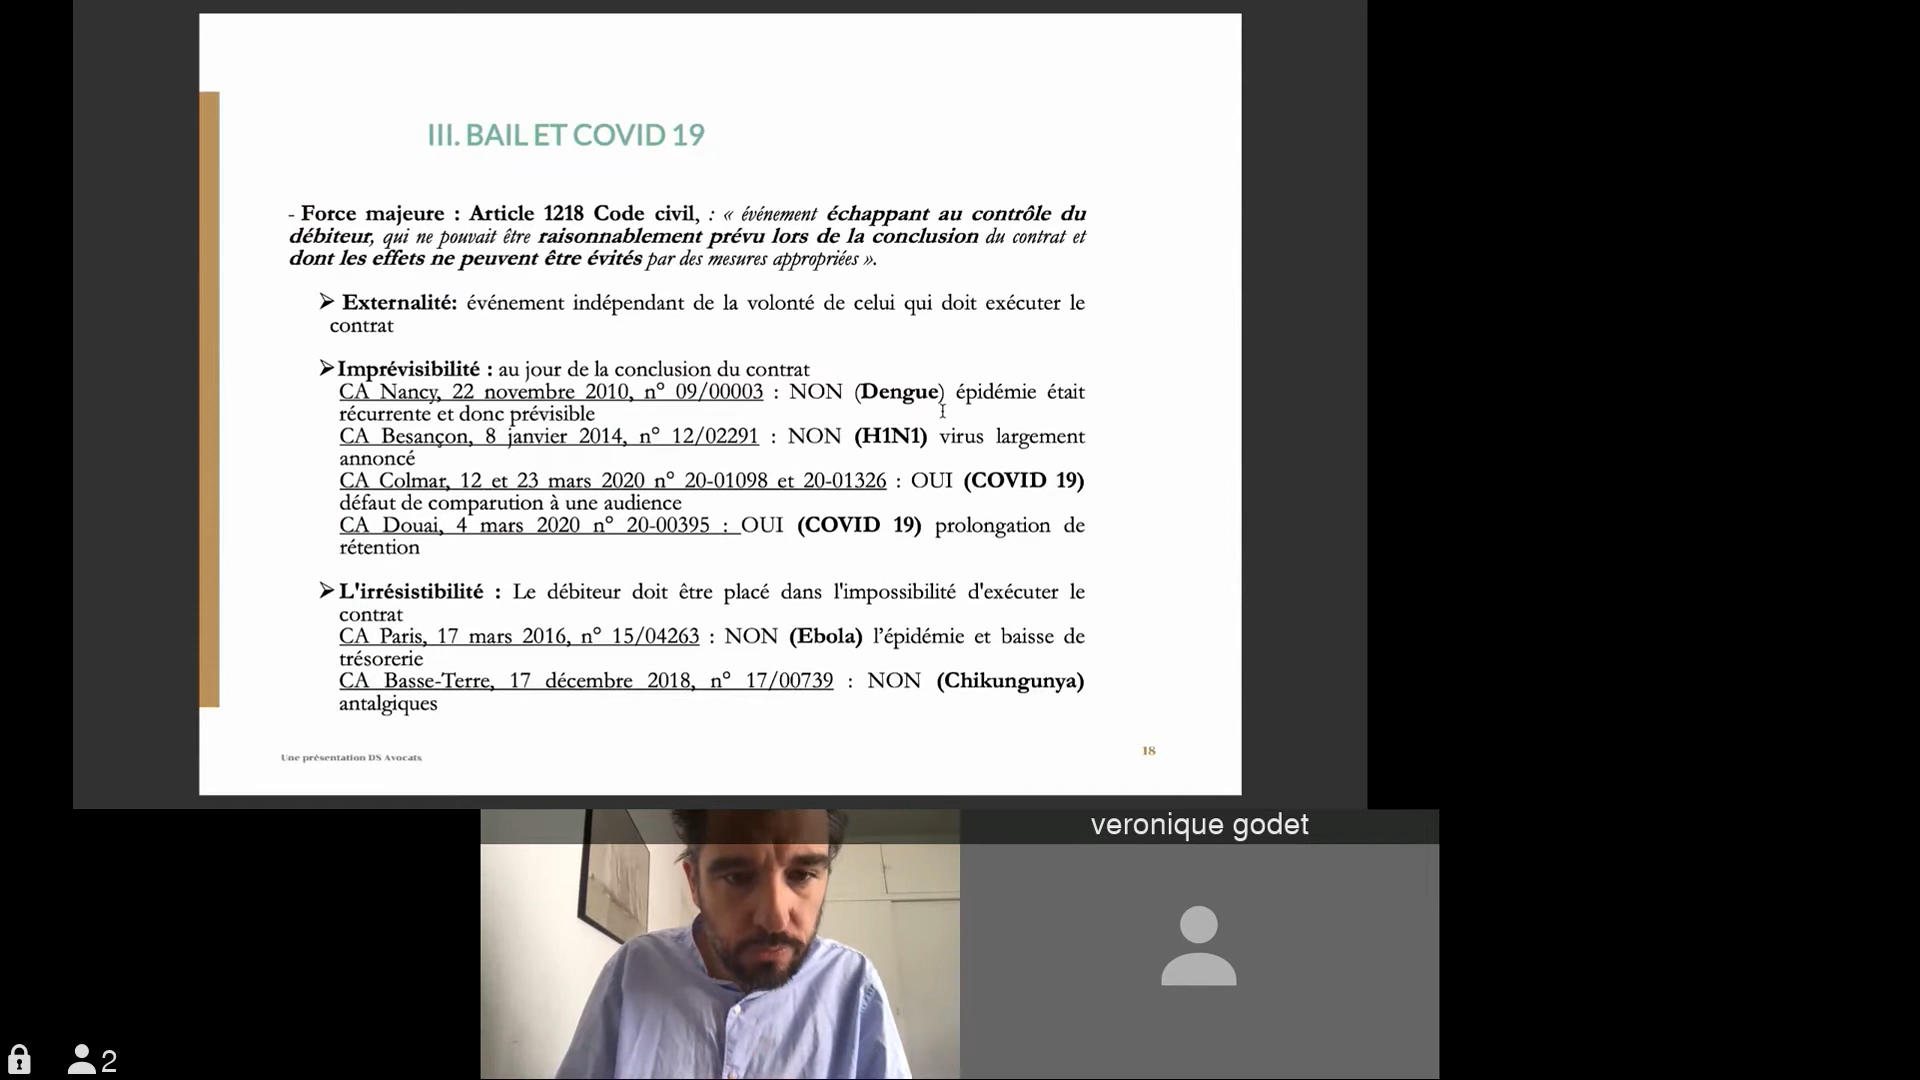 III. BAIL ET COVID 19
- Force majeure : Article 1218 Code civil, : « événement échappant au contrôle du
débiteur, qui ne pouvait être raisonnablement prévu lors de la conclusion du contrat et
dont les effets ne peuvent être évités par des mesures appropriées ».
➢ Externalité: événement indépendant de la volonté de celui qui doit exécuter le
contrat
➢Imprévisibilité : au jour de la conclusion du contrat
CA Nancy, 22 novembre 2010, n° 09/00003 : NON (Dengue) épidémie était
récurrente et donc prévisible
CA Besançon, 8 janvier 2014, n° 12/02291 : NON (H1N1) virus largement
annoncé
CA Colmar, 12 et 23 mars 2020 n° 20-01098 et 20-01326 : OUI (COVID 19)
défaut de comparution à une audience
CA Douai, 4 mars 2020 n° 20-00395 : OUI (COVID 19) prolongation de
rétention
➢L'irrésistibilité : Le débiteur doit être placé dans l'impossibilité d'exécuter le
contrat
CA Paris, 17 mars 2016, n° 15/04263 : NON (Ebola) l’épidémie et baisse de
trésorerie
CA Basse-Terre, 17 décembre 2018, n° 17/00739 : NON (Chikungunya)
antalgiques
Une présentation DS Avocats
18
veronique godet
2